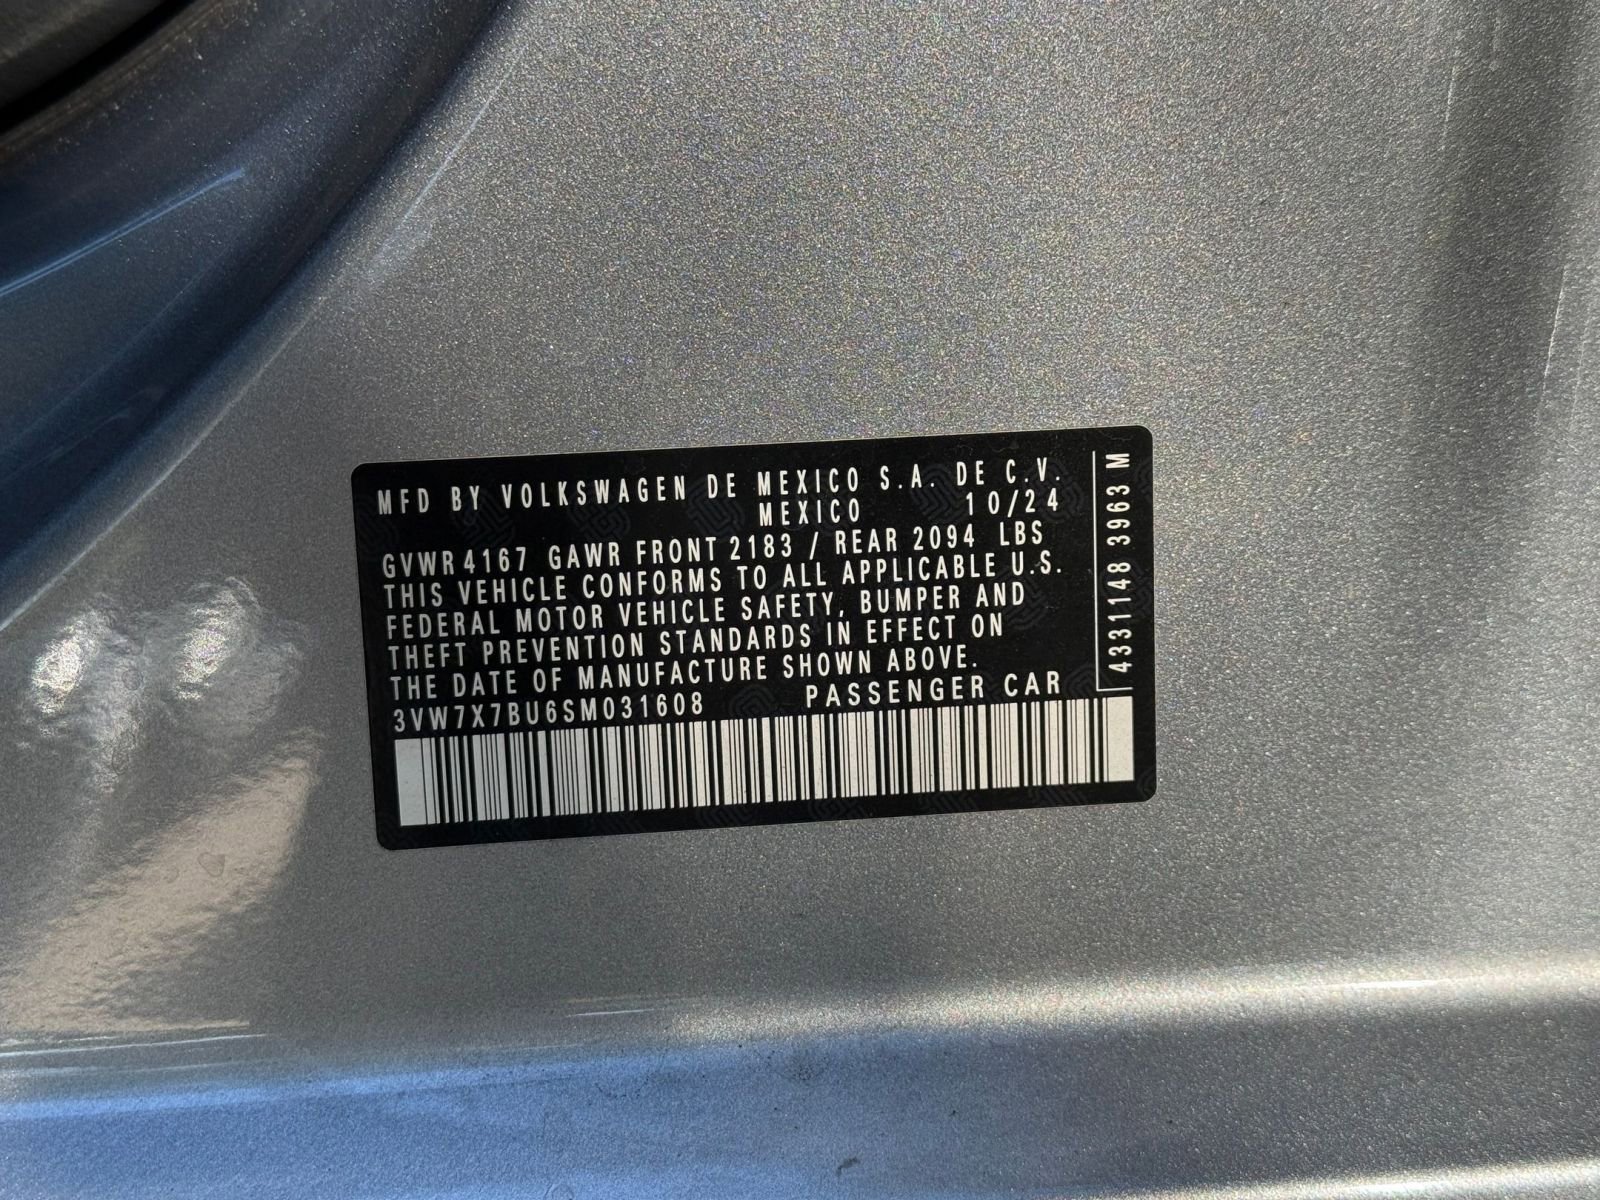 MFD BY VOLKSWAGEN DE MEXICO S.A. DE C.V.
MEXICO 10/24
GVWR 4167 GAWR FRONT 2183 / REAR 2094 LBS
THIS VEHICLE CONFORMS TO ALL APPLICABLE U.S.
FEDERAL MOTOR VEHICLE SAFETY, BUMPER AND
THEFT PREVENTION STANDARDS IN EFFECT ON
THE DATE OF MANUFACTURE SHOWN ABOVE.
3VW7X7BU6SM031608 PASSENGER CAR
4331148 3963 M